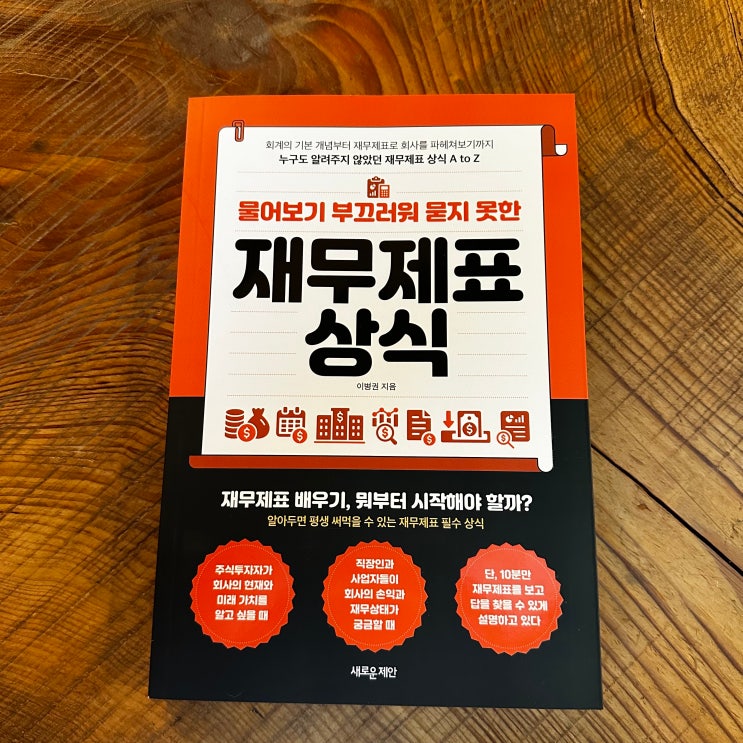 회계의 기본 개념부터 재무제표로 회사를 파헤쳐보기까지
누구도 알려주지 않았던 재무제표 상식 A to Z
물어보기 부끄러워 묻지 못한
재무제표
상식
이병권 지음
재무제표 배우기, 뭐부터 시작해야 할까?
알아두면 평생 써먹을 수 있는 재무제표 필수 상식
주식투자자가
회사의 현재와
미래 가치를
알고 싶을 때
직장인과
사업자들이
회사의 손익과
재무상태가
궁금할 때
단, 10분만
재무제표를 보고
답을 찾을 수 있게
설명하고 있다
새로운 제안